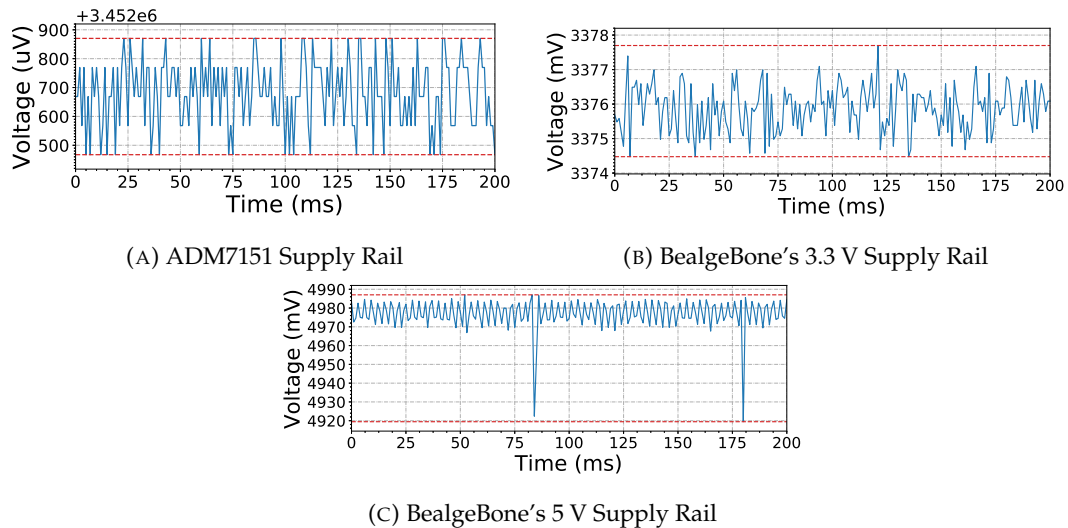 +3.452e6
900
800
700
600
500
Voltage (uV)
0 25 50 75 100 125 150 175 200
Time (ms)
(A) ADM7151 Supply Rail
3378
3377
3376
3375
3374
Voltage (mV)
0 25 50 75 100 125 150 175 200
Time (ms)
(B) BealgeBone's 3.3 V Supply Rail
4990
4980
4970
4960
4950
4940
4930
4920
Voltage (mV)
0 25 50 75 100 125 150 175 200
Time (ms)
(C) BealgeBone's 5 V Supply Rail